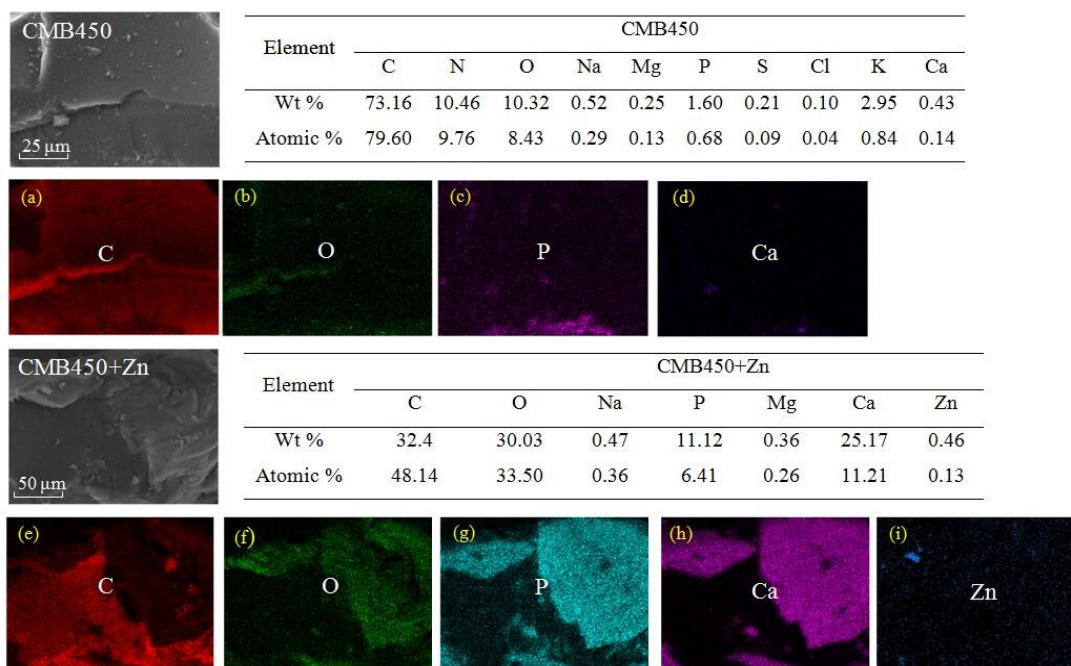 CMB450
25 µm
CMB450
Element C N O Na Mg P S Cl K Ca
Wt % 73.16 10.46 10.32 0.52 0.25 1.60 0.21 0.10 2.95 0.43
Atomic % 79.60 9.76 8.43 0.29 0.13 0.68 0.09 0.04 0.84 0.14
(a) C
(b) O
(c) P
(d) Ca
CMB450+Zn
50 µm
CMB450+Zn
Element C O Na P Mg Ca Zn
Wt % 32.4 30.03 0.47 11.12 0.36 25.17 0.46
Atomic % 48.14 33.50 0.36 6.41 0.26 11.21 0.13
(e) C
(f) O
(g) P
(h) Ca
(i) Zn